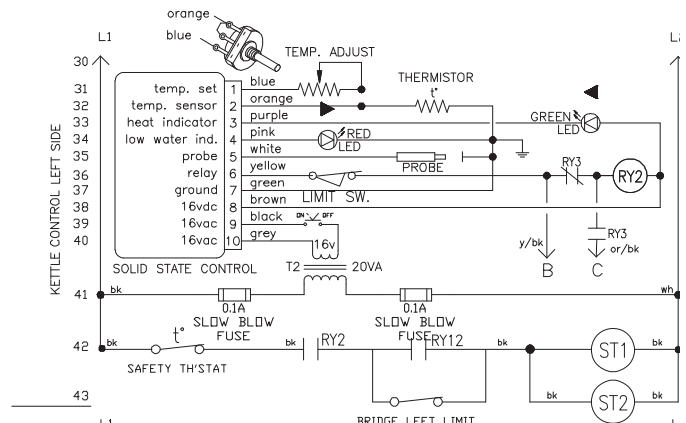 orange
blue
L1
L2
TEMP. ADJUST
THERMISTOR
t°
30
31
32
33
34
35
36
37
38
39
40
41
42
43
KETTLE CONTROL LEFT SIDE
temp. set 1 blue
temp. sensor 2 orange
heat indicator 3 purple
low water ind. 4 pink
probe 5 white
relay 6 yellow
ground 7 green
16vdc 8 brown
16vac 9 black
16vac 10 grey
RED
LED
GREEN
LED
PROBE
LIMIT SW.
RY3
RY2
RY3
ON OFF
16v
y/bk
or/bk
B
C
SOLID STATE CONTROL
T2
20VA
bk
wh
0.1A
SLOW BLOW
FUSE
0.1A
SLOW BLOW
FUSE
t°
bk
bk
RY2
bk
RY12
bk
bk
ST1
bk
SAFETY TH'STAT
bk
ST2
bk
BRIDGE LEFT LIMIT
L1